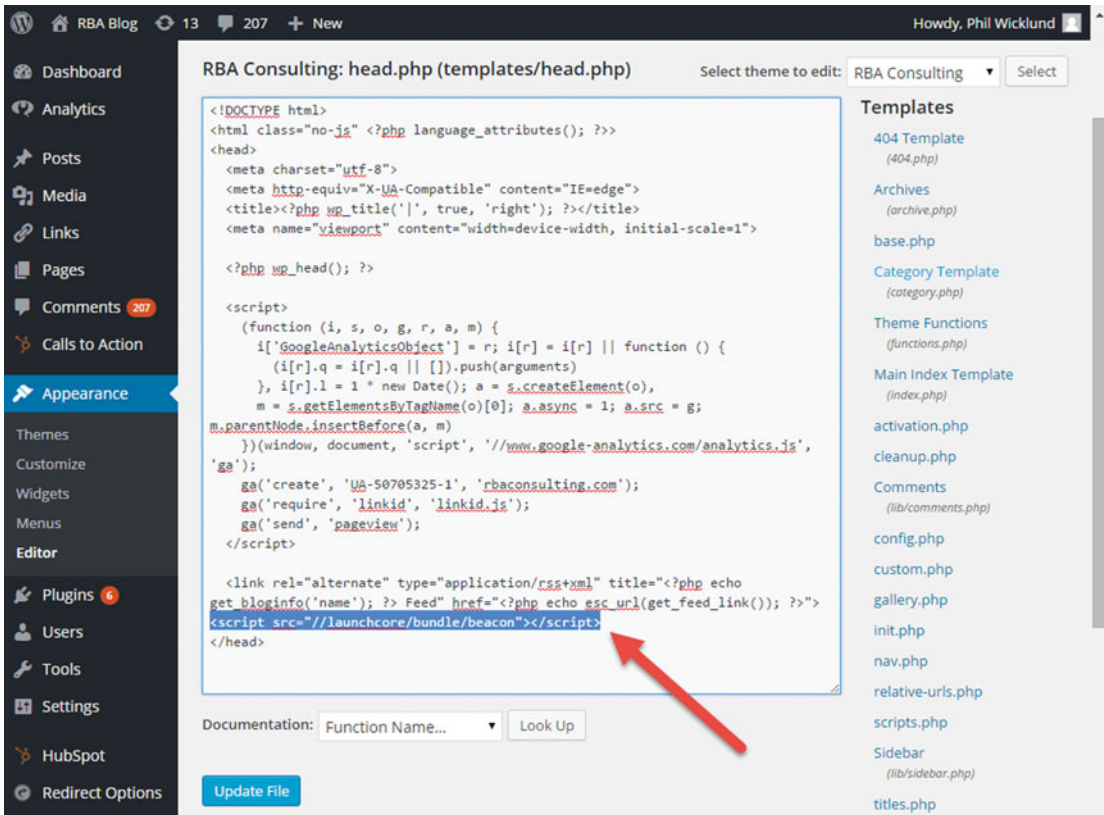 RBA Blog 13 207 + New Howdy, Phil Wicklund
Dashboard
Analytics
Posts
Media
Links
Pages
Comments 207
Calls to Action
Appearance
Themes
Customize
Widgets
Menus
Editor
Plugins 6
Users
Tools
Settings
HubSpot
Redirect Options
RBA Consulting: head.php (templates/head.php)
Select theme to edit: RBA Consulting Select
<!DOCTYPE html>
<html class="no-js" <?php language_attributes(); ?>>
<head>
<meta charset="utf-8">
<meta http-equiv="X-UA-Compatible" content="IE=edge">
<title><?php wp_title('|', true, 'right'); ?></title>
<meta name="viewport" content="width=device-width, initial-scale=1">
<?php wp_head(); ?>
<script>
(function (i, s, o, g, r, a, m) {
i['GoogleAnalyticsObject'] = r; i[r] = i[r] || function () {
(i[r].q = i[r].q || []).push(arguments)
}, i[r].l = 1 * new Date(); a = s.createElement(o),
m = s.getElementsByTagName(o)[0]; a.async = 1; a.src = g;
m.parentNode.insertBefore(a, m)
})(window, document, 'script', '//www.google-analytics.com/analytics.js',
'ga');
ga('create', 'UA-50705325-1', 'rbaconsulting.com');
ga('require', 'linkid', 'linkid.js');
ga('send', 'pageview');
</script>
<link rel="alternate" type="application/rss+xml" title="<?php echo
get_bloginfo('name'); ?> Feed" href="<?php echo esc_url(get_feed_link()); ?>">
<script src="//launchcore/bundle/beacon"></script>
</head>
Documentation: Function Name... Look Up
Update File
Templates
404 Template
(404.php)
Archives
(archive.php)
base.php
Category Template
(category.php)
Theme Functions
(functions.php)
Main Index Template
(index.php)
activation.php
cleanup.php
Comments
(lib/comments.php)
config.php
custom.php
gallery.php
init.php
nav.php
relative-urls.php
scripts.php
Sidebar
(lib/sidebar.php)
titles.php